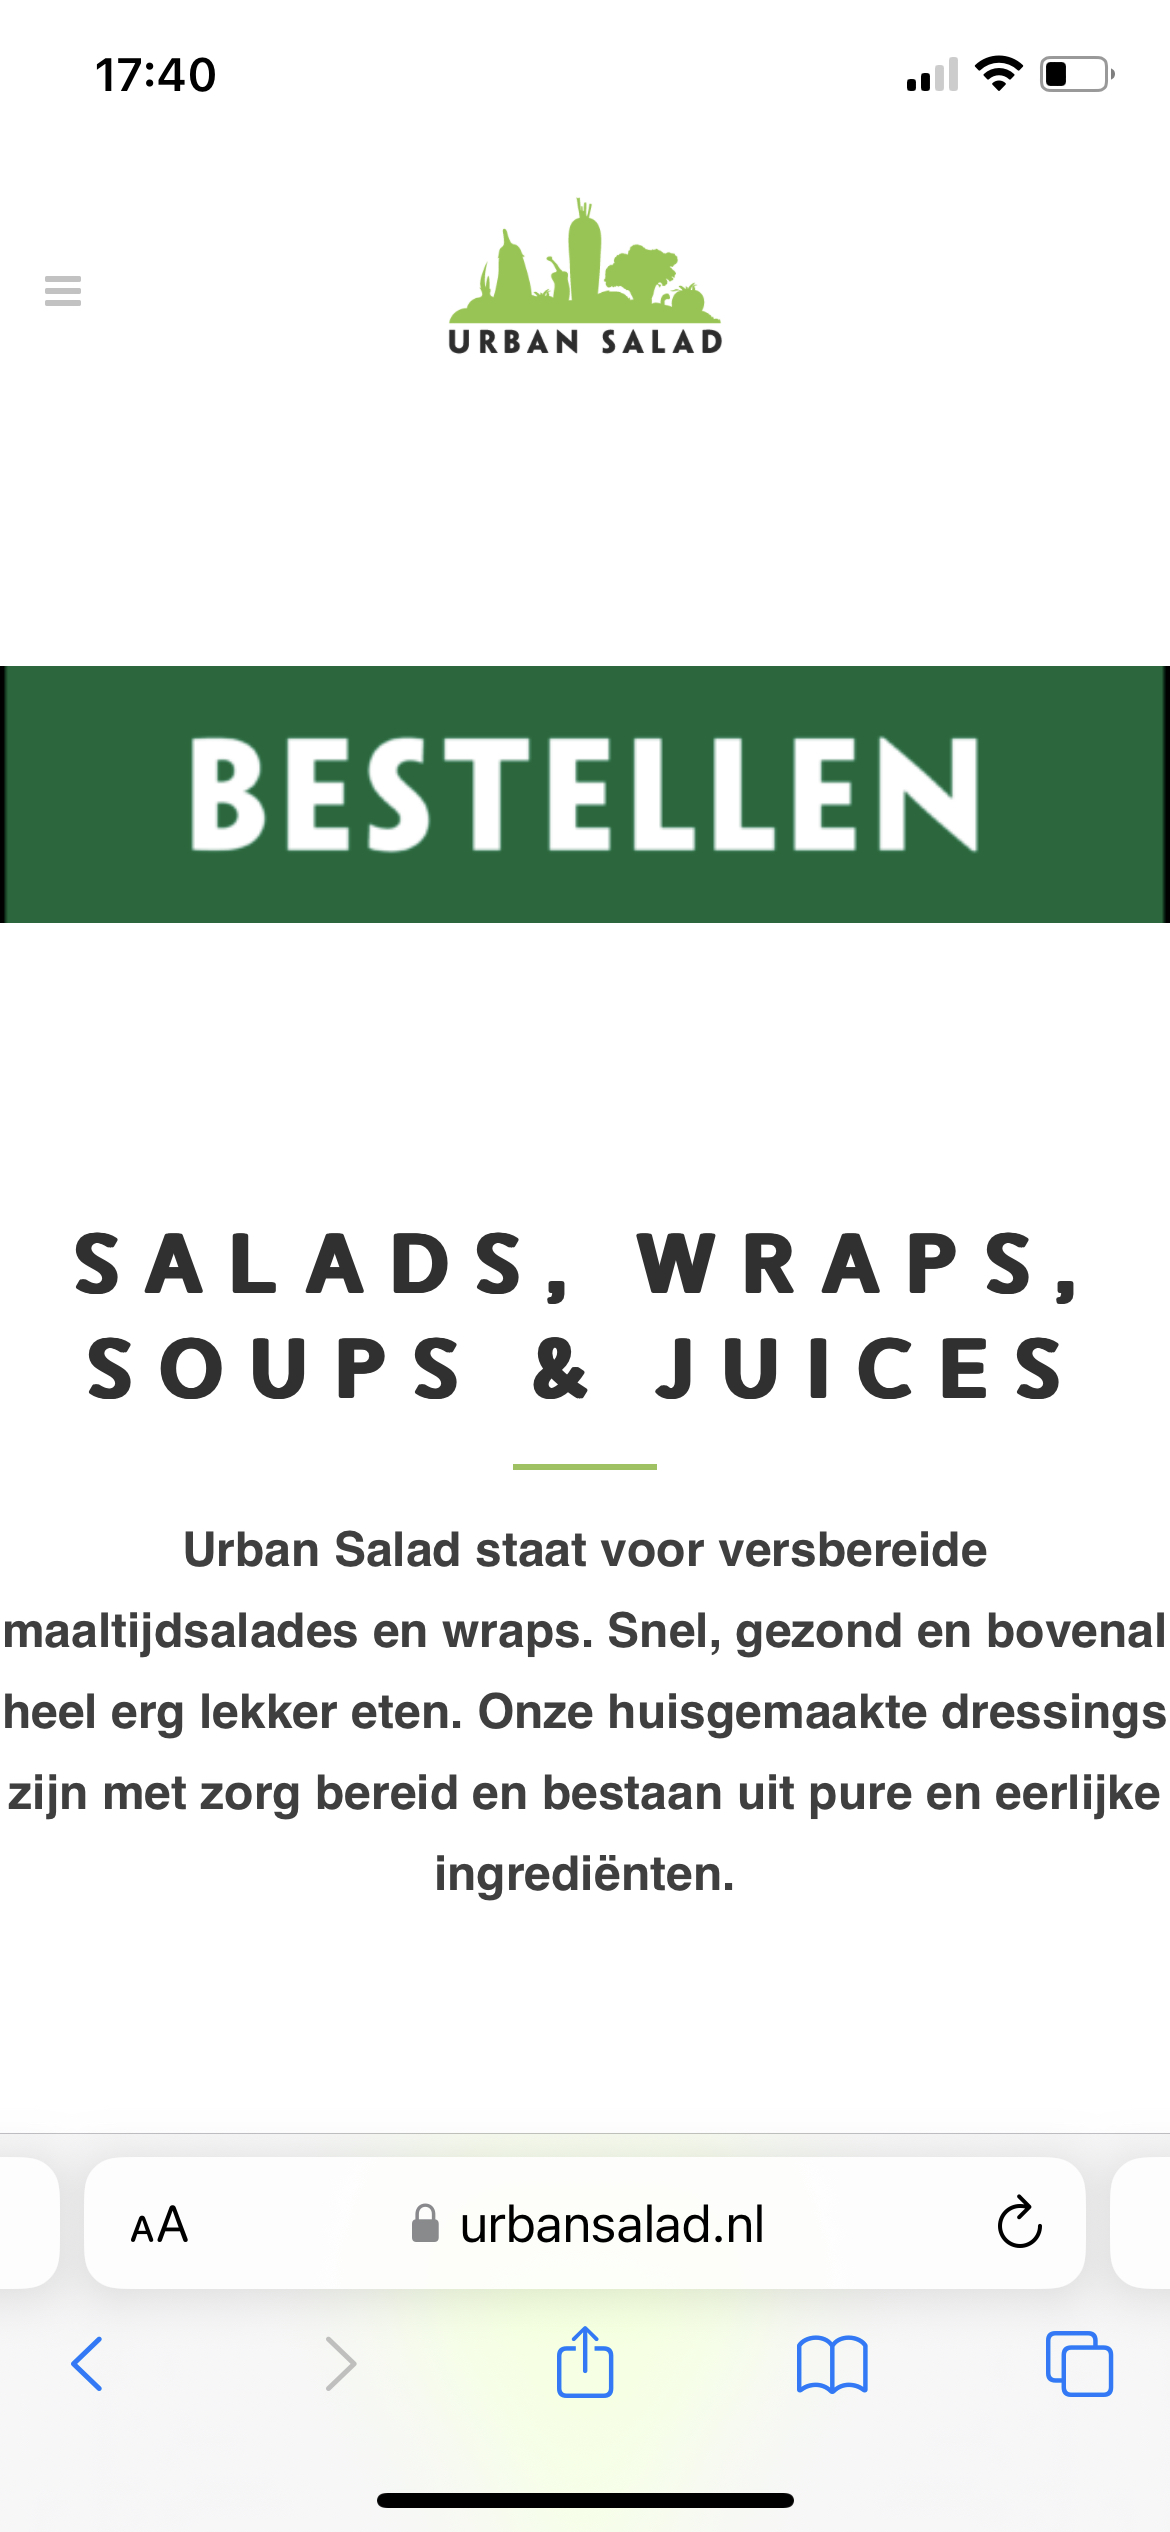 17:40
URBAN SALAD
BESTELLEN
SALADS, WRAPS,
SOUPS & JUICES
Urban Salad staat voor versbereide
maaltijdsalades en wraps. Snel, gezond en bovenal
heel erg lekker eten. Onze huisgemaakte dressings
zijn met zorg bereid en bestaan uit pure en eerlijke
ingrediënten.
AA urbansalad.nl